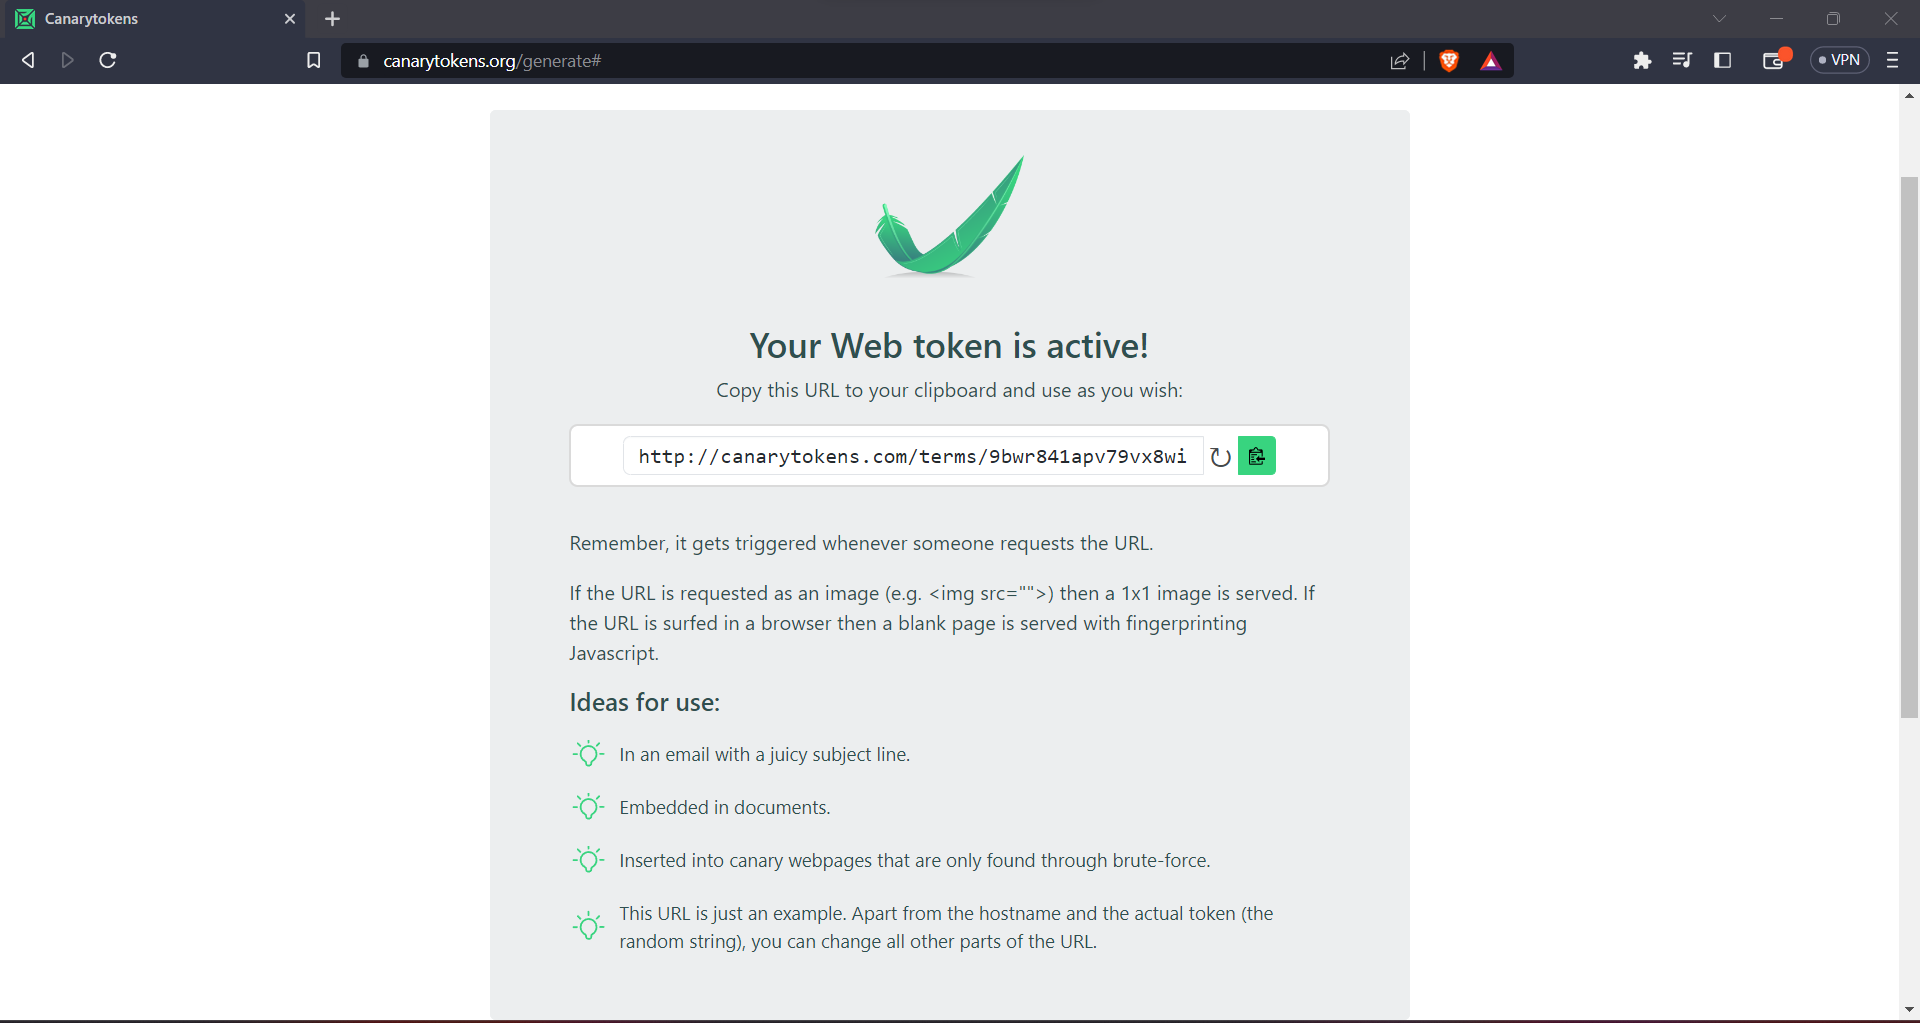 Canarytokens
canarytokens.org/generate#
VPN
Your Web token is active!
Copy this URL to your clipboard and use as you wish:
http://canarytokens.com/terms/9bwr841apv79vx8wi
Remember, it gets triggered whenever someone requests the URL.
If the URL is requested as an image (e.g. <img src="">) then a 1x1 image is served. If
the URL is surfed in a browser then a blank page is served with fingerprinting
Javascript.
Ideas for use:
In an email with a juicy subject line.
Embedded in documents.
Inserted into canary webpages that are only found through brute-force.
This URL is just an example. Apart from the hostname and the actual token (the
random string), you can change all other parts of the URL.